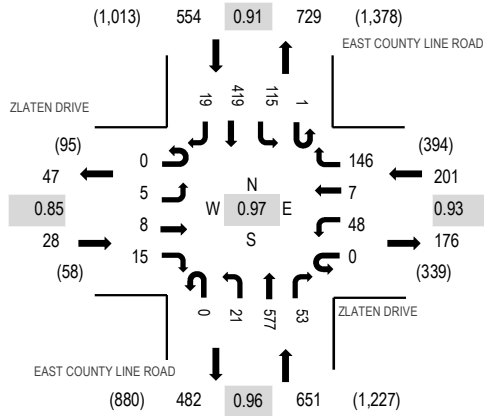 (1,013) 554 0.91 729 (1,378)
EAST COUNTY LINE ROAD
ZLATEN DRIVE
19 419 115 1
(95) (394)
0 146
47 201
5 N 7
0.85 W 0.97 E 0.93
8 48
28 S 176
15 0
(58) (339)
0 21 577 53
ZLATEN DRIVE
EAST COUNTY LINE ROAD
(880) 482 0.96 651 (1,227)